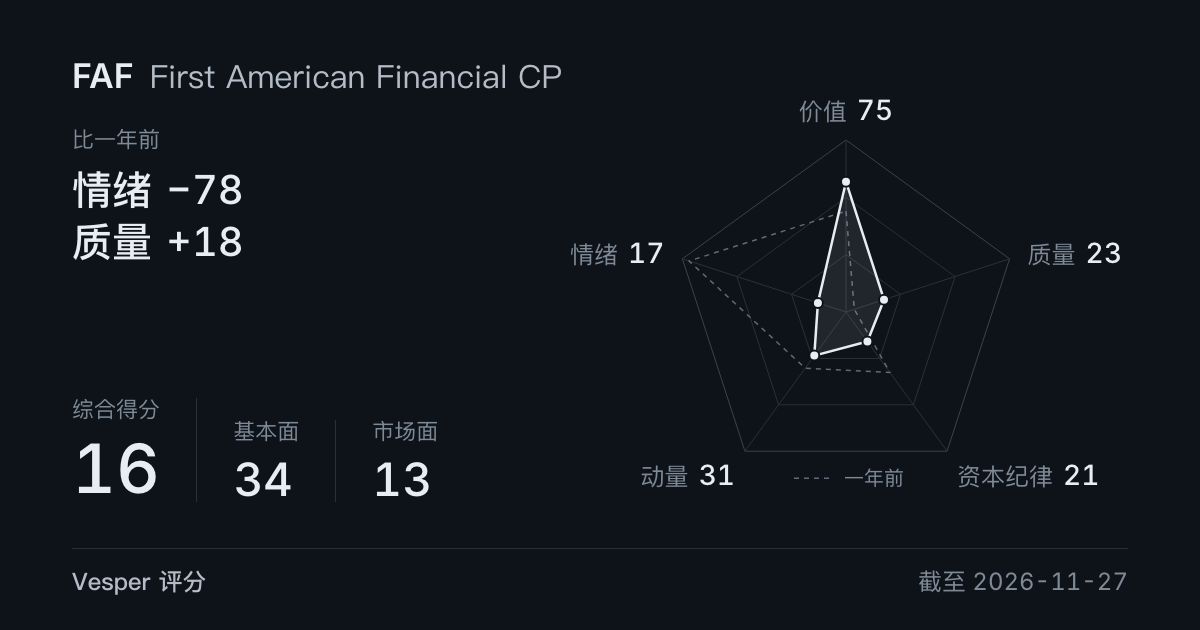 FAF First American Financial CP
比一年前
情绪 −78
质量 +18
价值 75
情绪 17
质量 23
动量 31
资本纪律 21
一年前
综合得分
16
基本面
34
市场面
13
Vesper 评分
截至 2026-11-27